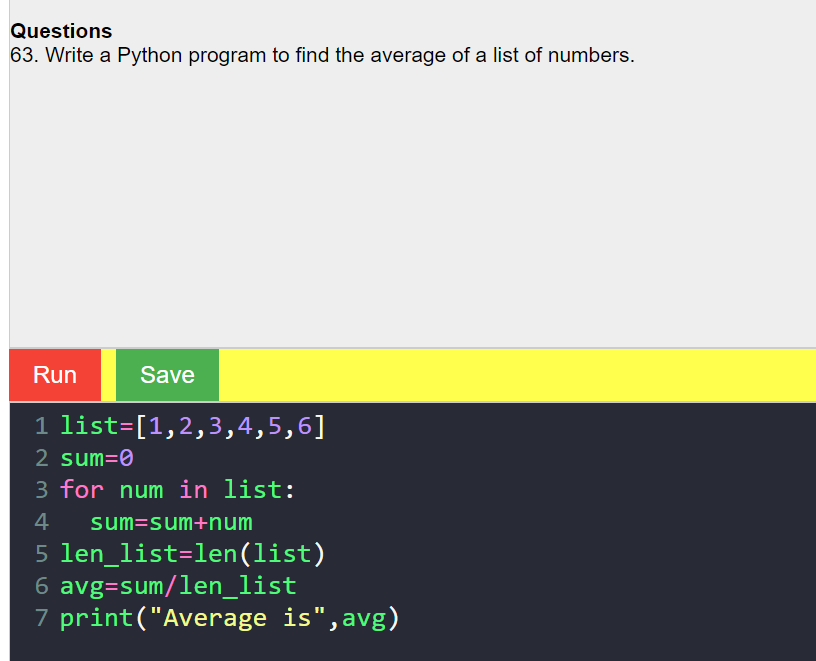 Questions
63. Write a Python program to find the average of a list of numbers.
Run Save
1 list=[1,2,3,4,5,6]
2 sum=0
3 for num in list:
4   sum=sum+num
5 len_list=len(list)
6 avg=sum/len_list
7 print("Average is",avg)